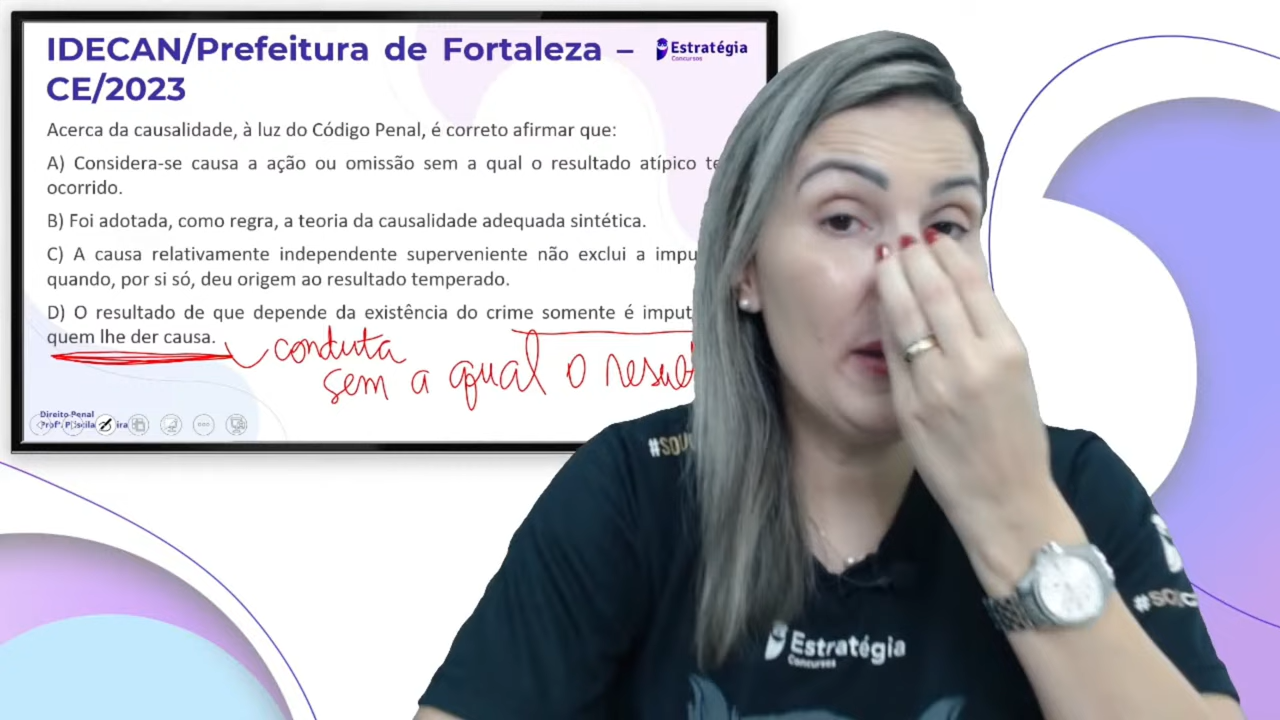 IDECAN/Prefeitura de Fortaleza –
CE/2023
Estratégia
Concursos
Acerca da causalidade, à luz do Código Penal, é correto afirmar que:
A) Considera-se causa a ação ou omissão sem a qual o resultado atípico
ocorrido.
B) Foi adotada, como regra, a teoria da causalidade adequada sintética.
C) A causa relativamente independente superveniente não exclui a
quando, por si só, deu origem ao resultado temperado.
D) O resultado de que depende da existência do crime somente é
quem lhe der causa.
conduta
sem a qual o
Direito Penal
Estratégia
Concursos